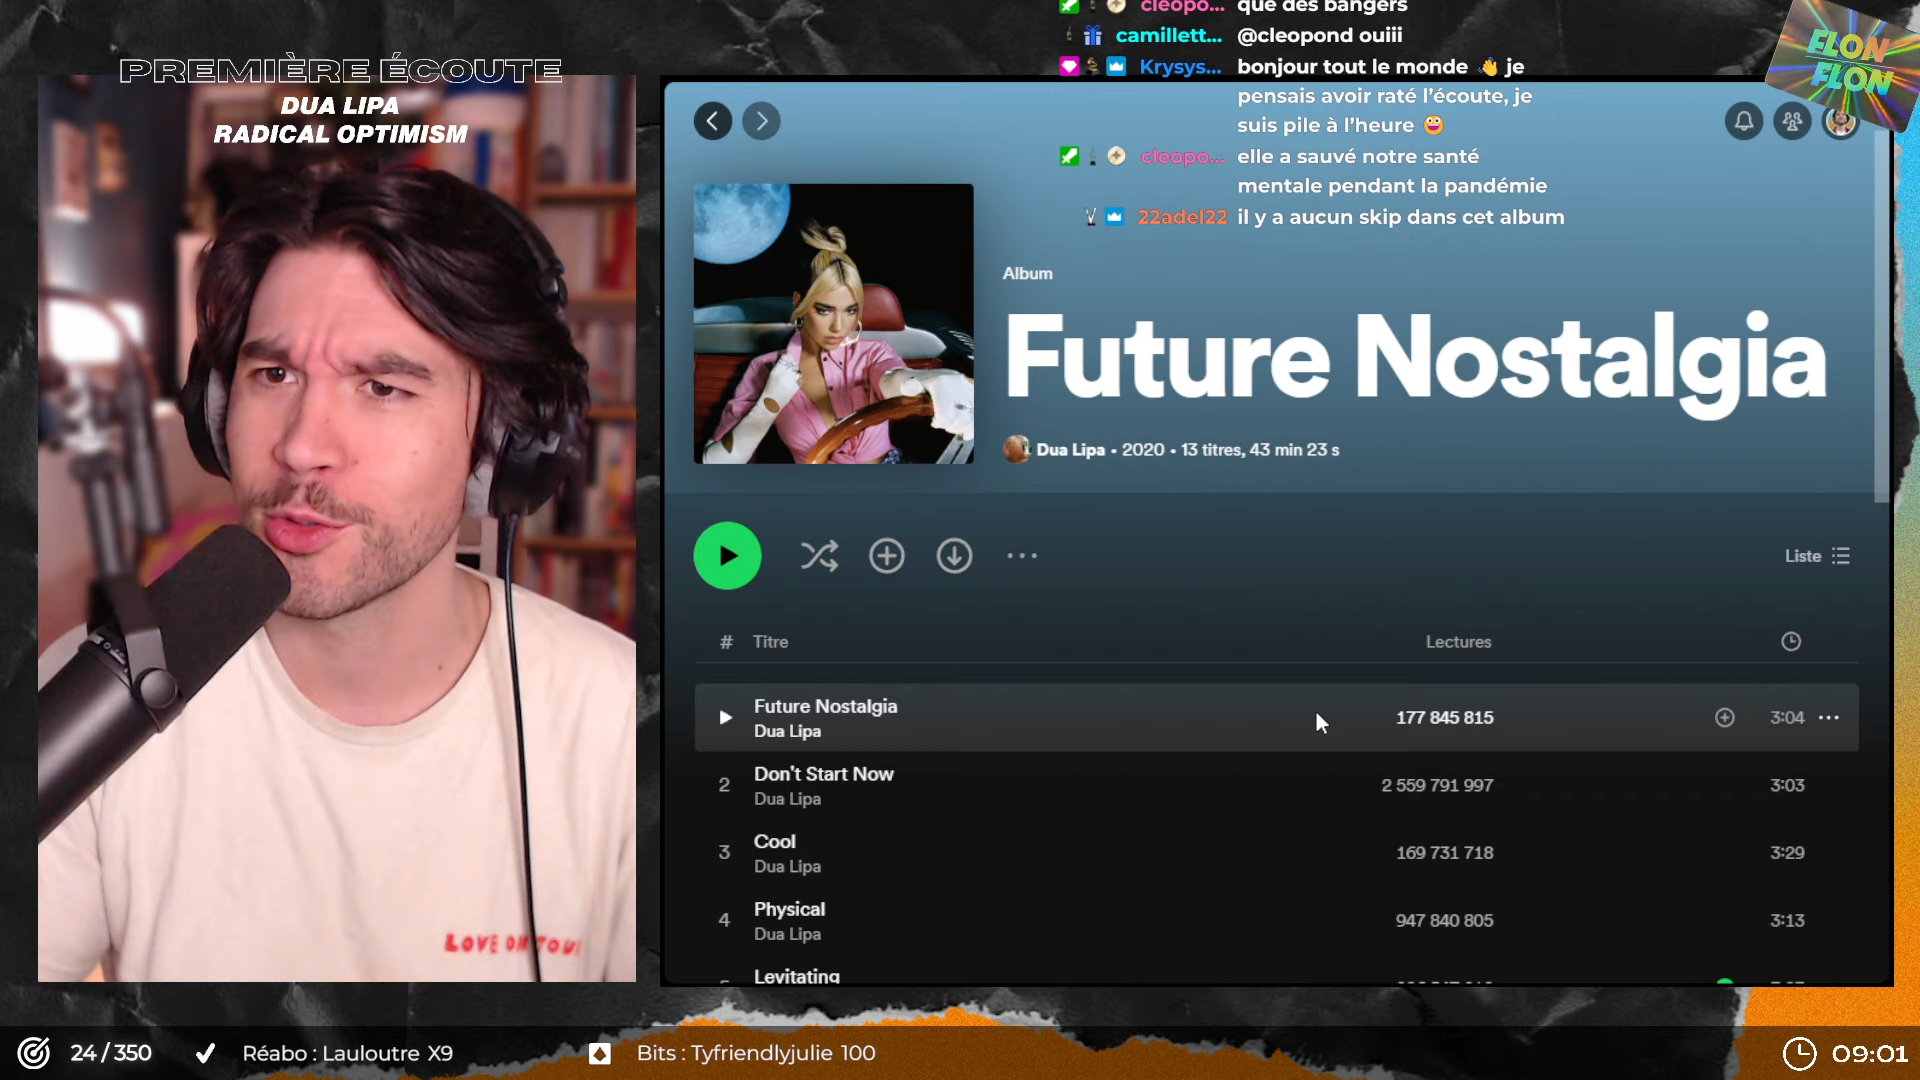 PREMIÈRE ÉCOUTE
DUA LIPA
RADICAL OPTIMISM
cleopo... que des bangers
camillett... @cleopond ouiii
Krysys... bonjour tout le monde 👋 je
pensais avoir raté l'écoute, je
suis pile à l'heure 😀
cleopo... elle a sauvé notre santé
mentale pendant la pandémie
22adel22 il y a aucun skip dans cet album
FLON
FLON
Album
Future Nostalgia
Dua Lipa • 2020 • 13 titres, 43 min 23 s
Liste
# Titre Lectures
Future Nostalgia
Dua Lipa
177 845 815 3:04
2 Don't Start Now
Dua Lipa
2 559 791 997 3:03
3 Cool
Dua Lipa
169 731 718 3:29
4 Physical
Dua Lipa
947 840 805 3:13
Levitating
LOVE ON TOUR
24 / 350 Réabo : Lauloutre X9 Bits : Tyfriendlyjulie 100 09:01